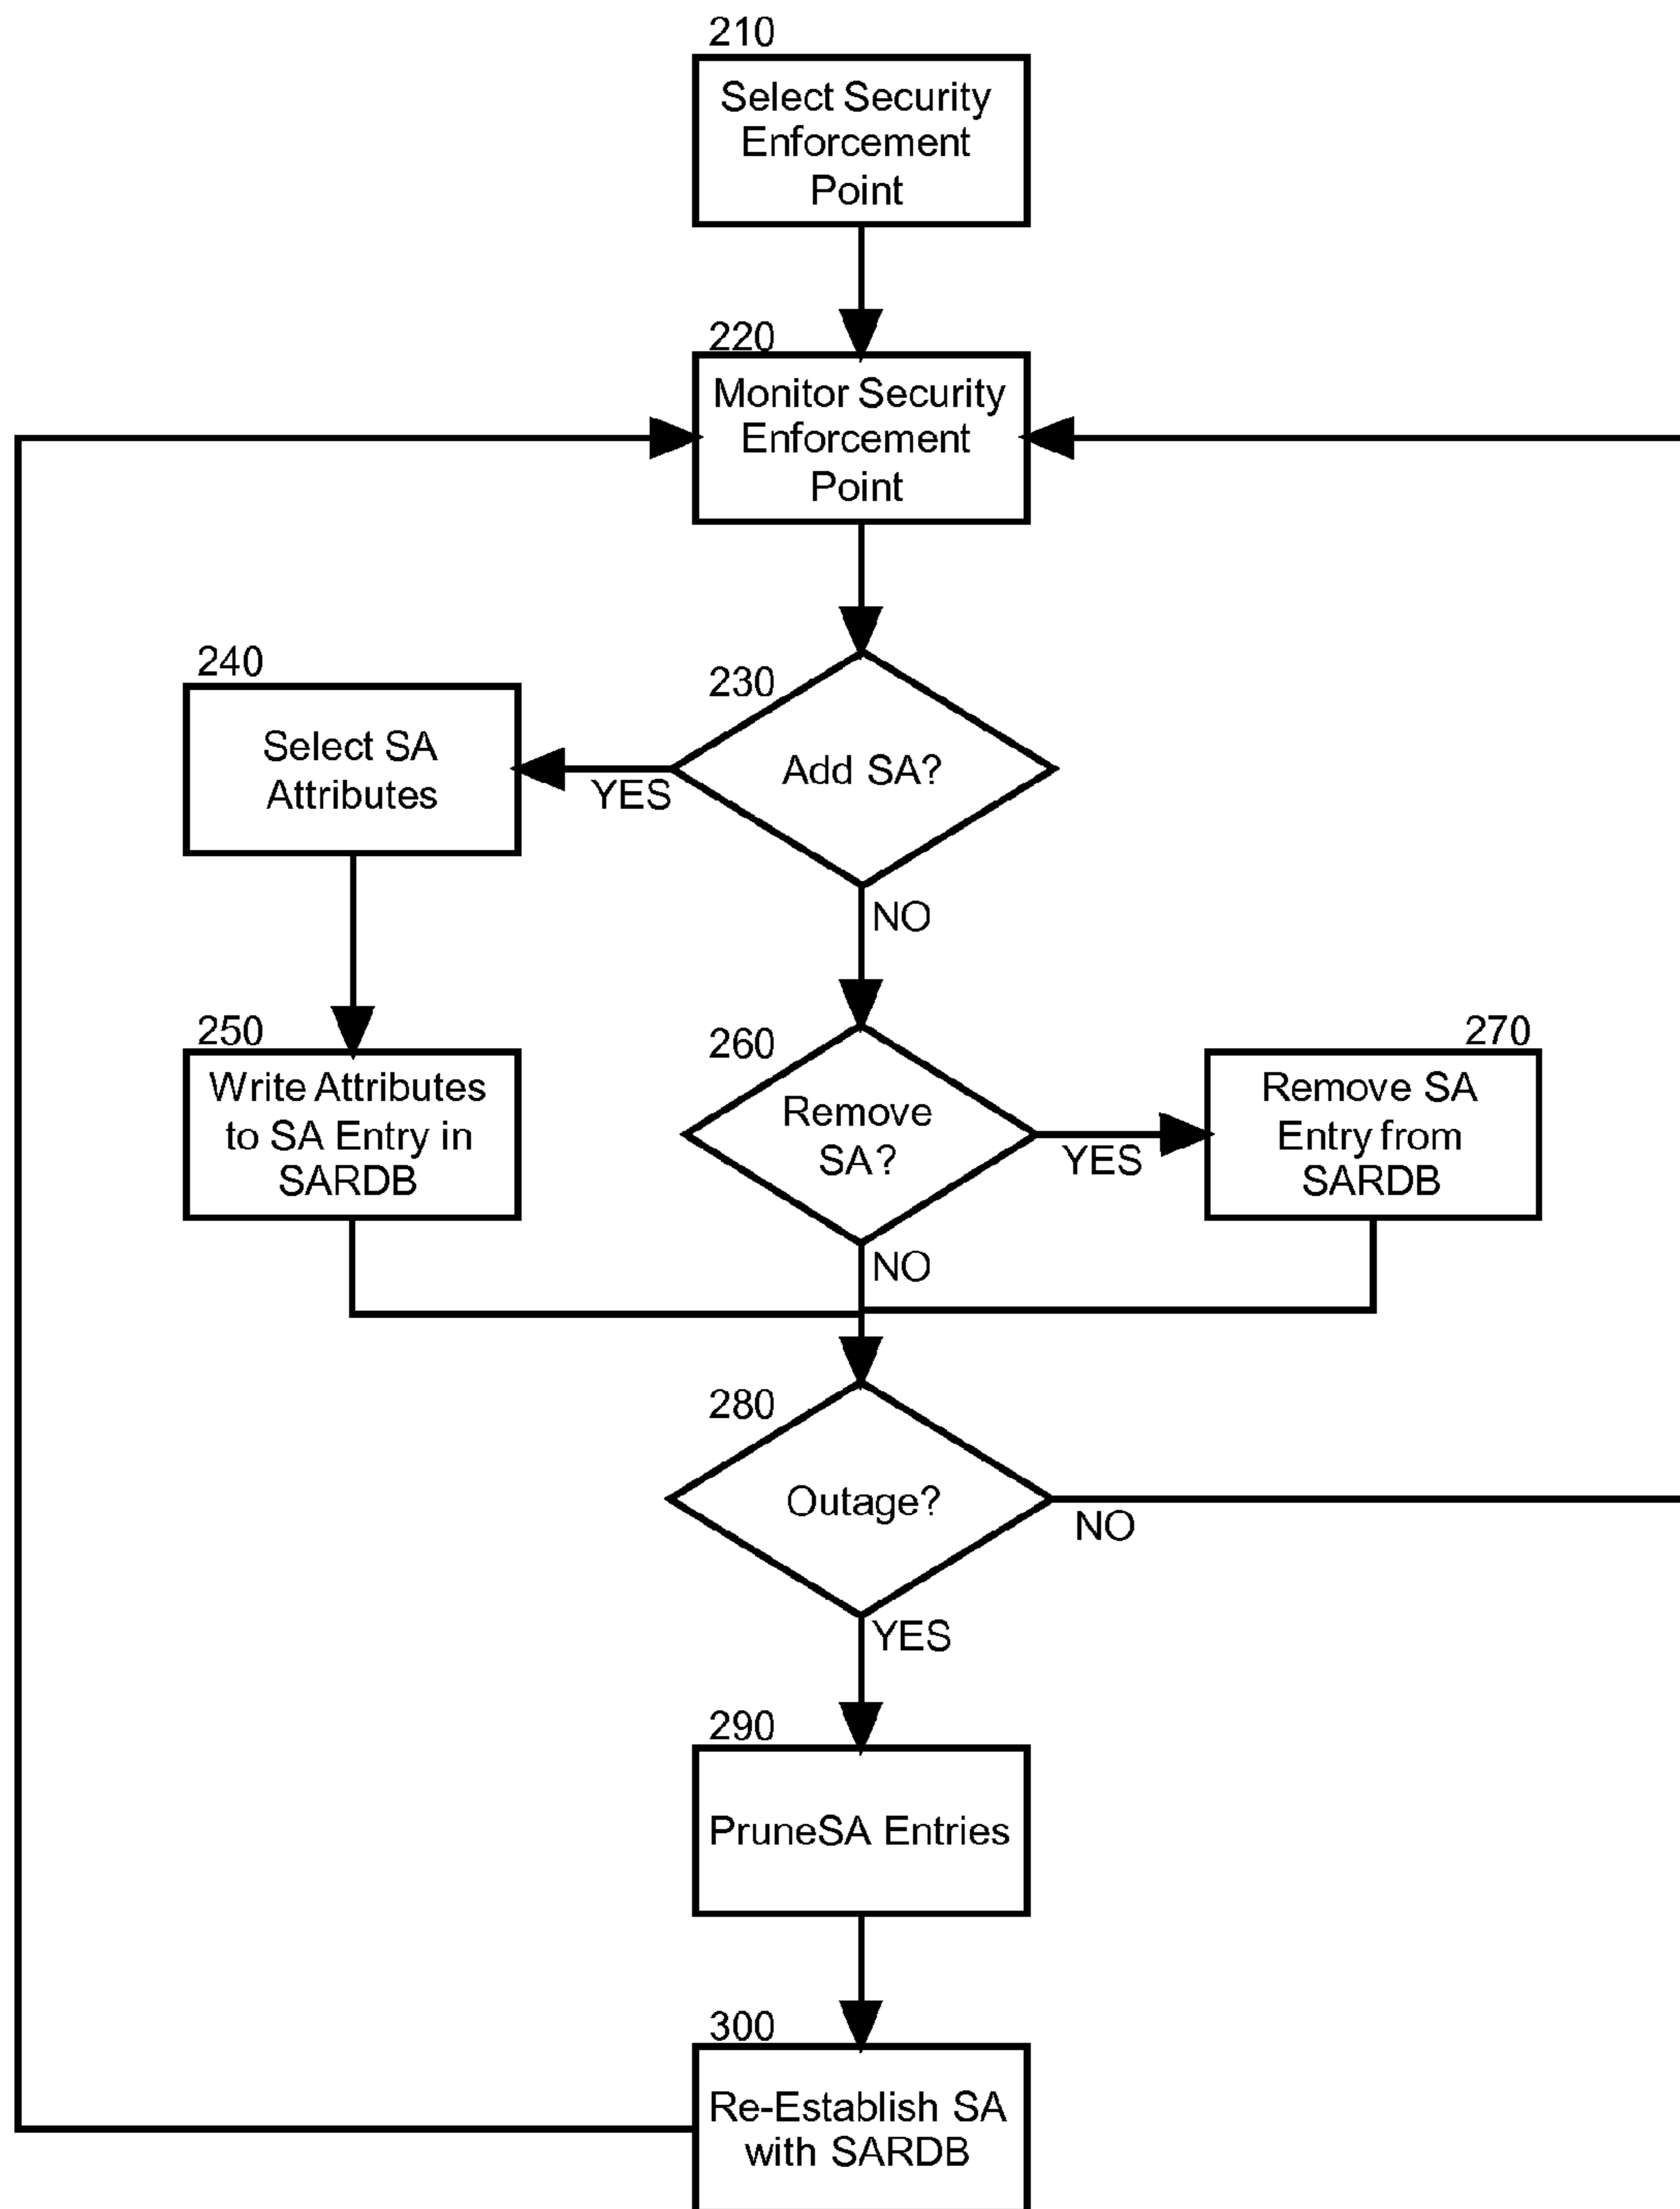 210
Select Security
Enforcement
Point
220
Monitor Security
Enforcement
Point
230
Add SA?
YES
NO
240
Select SA
Attributes
250
Write Attributes
to SA Entry in
SARDB
260
Remove
SA?
YES
NO
270
Remove SA
Entry from
SARDB
280
Outage?
NO
YES
290
PruneSA Entries
300
Re-Establish SA
with SARDB